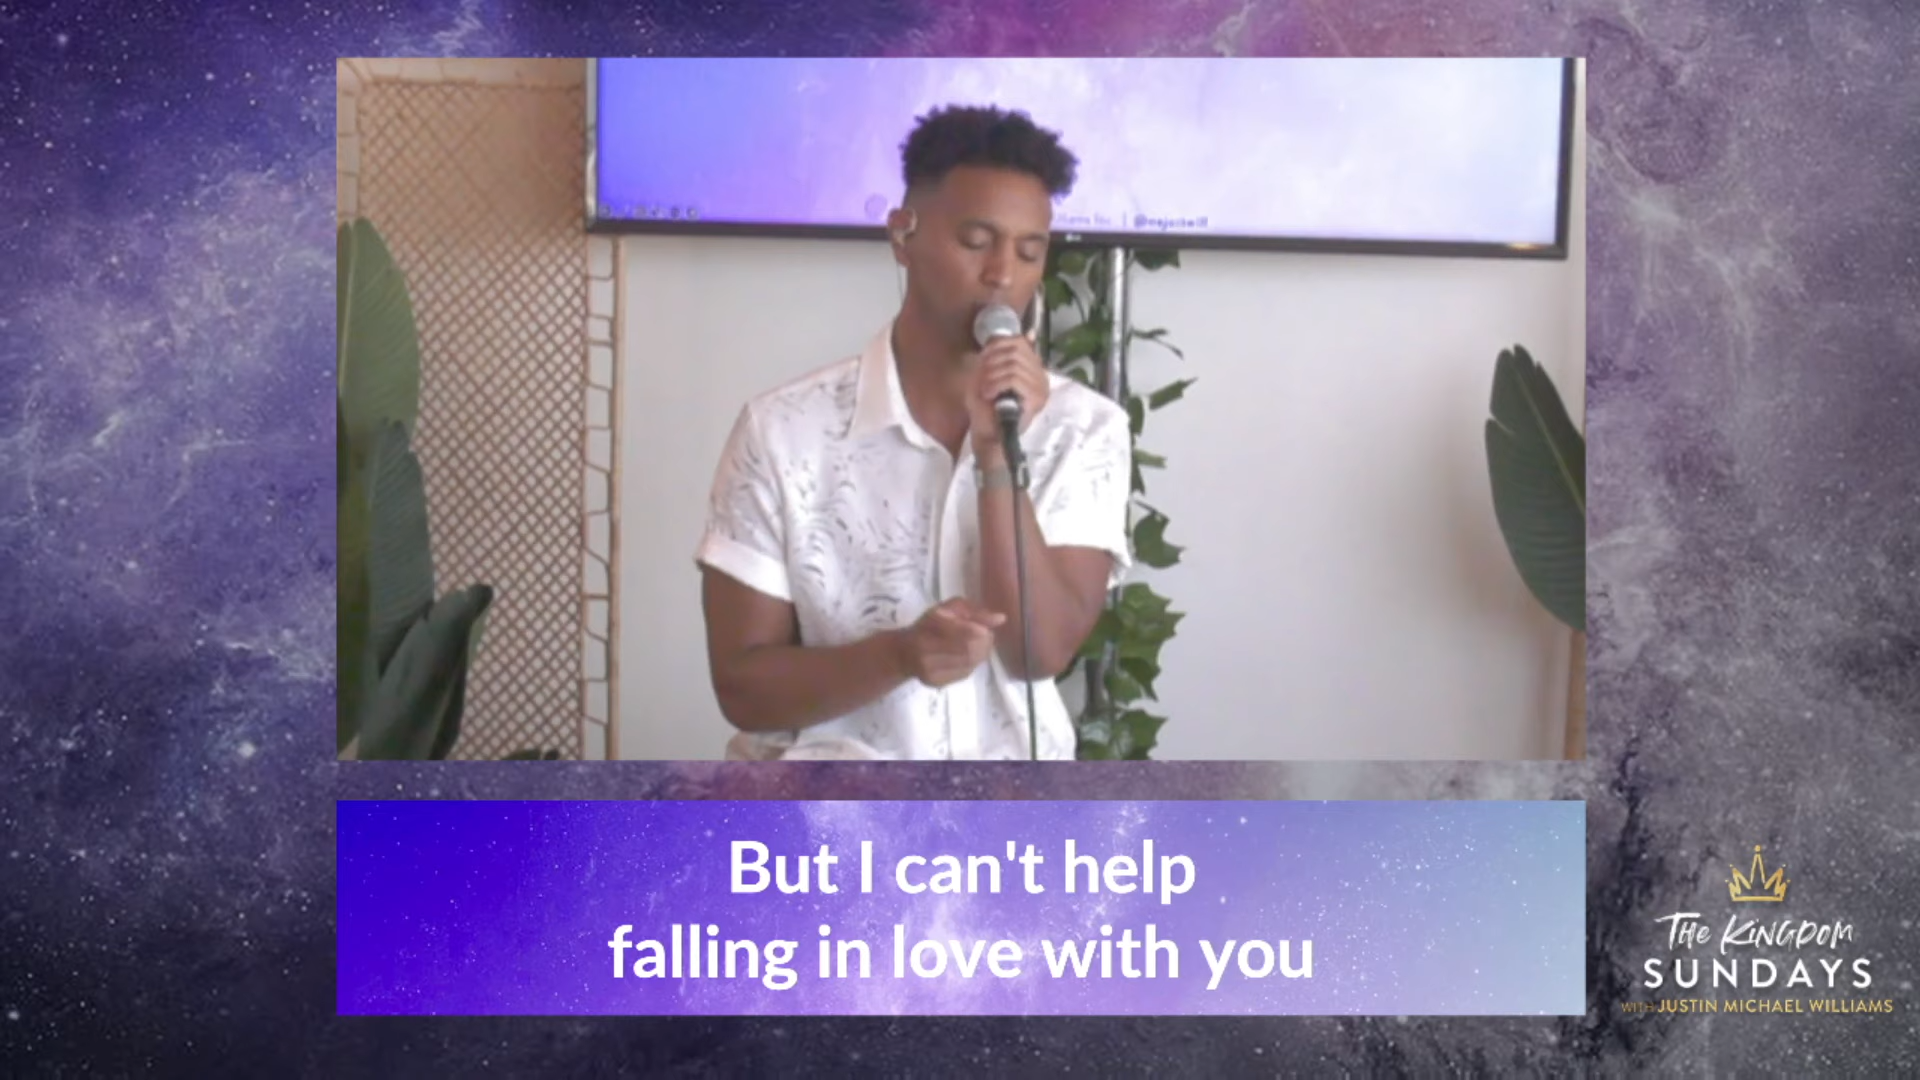 But I can't help
falling in love with you
THE KINGDOM
SUNDAYS
WITH JUSTIN MICHAEL WILLIAMS